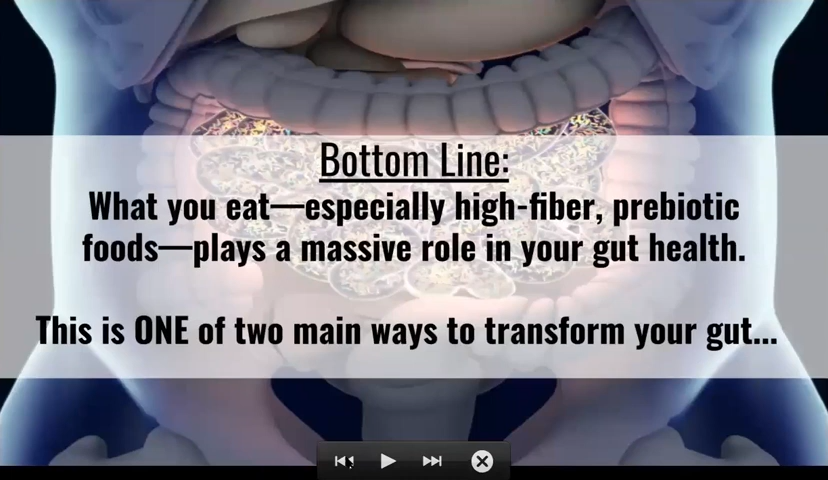 Bottom Line:
What you eat—especially high-fiber, prebiotic
foods—plays a massive role in your gut health.
This is ONE of two main ways to transform your gut...